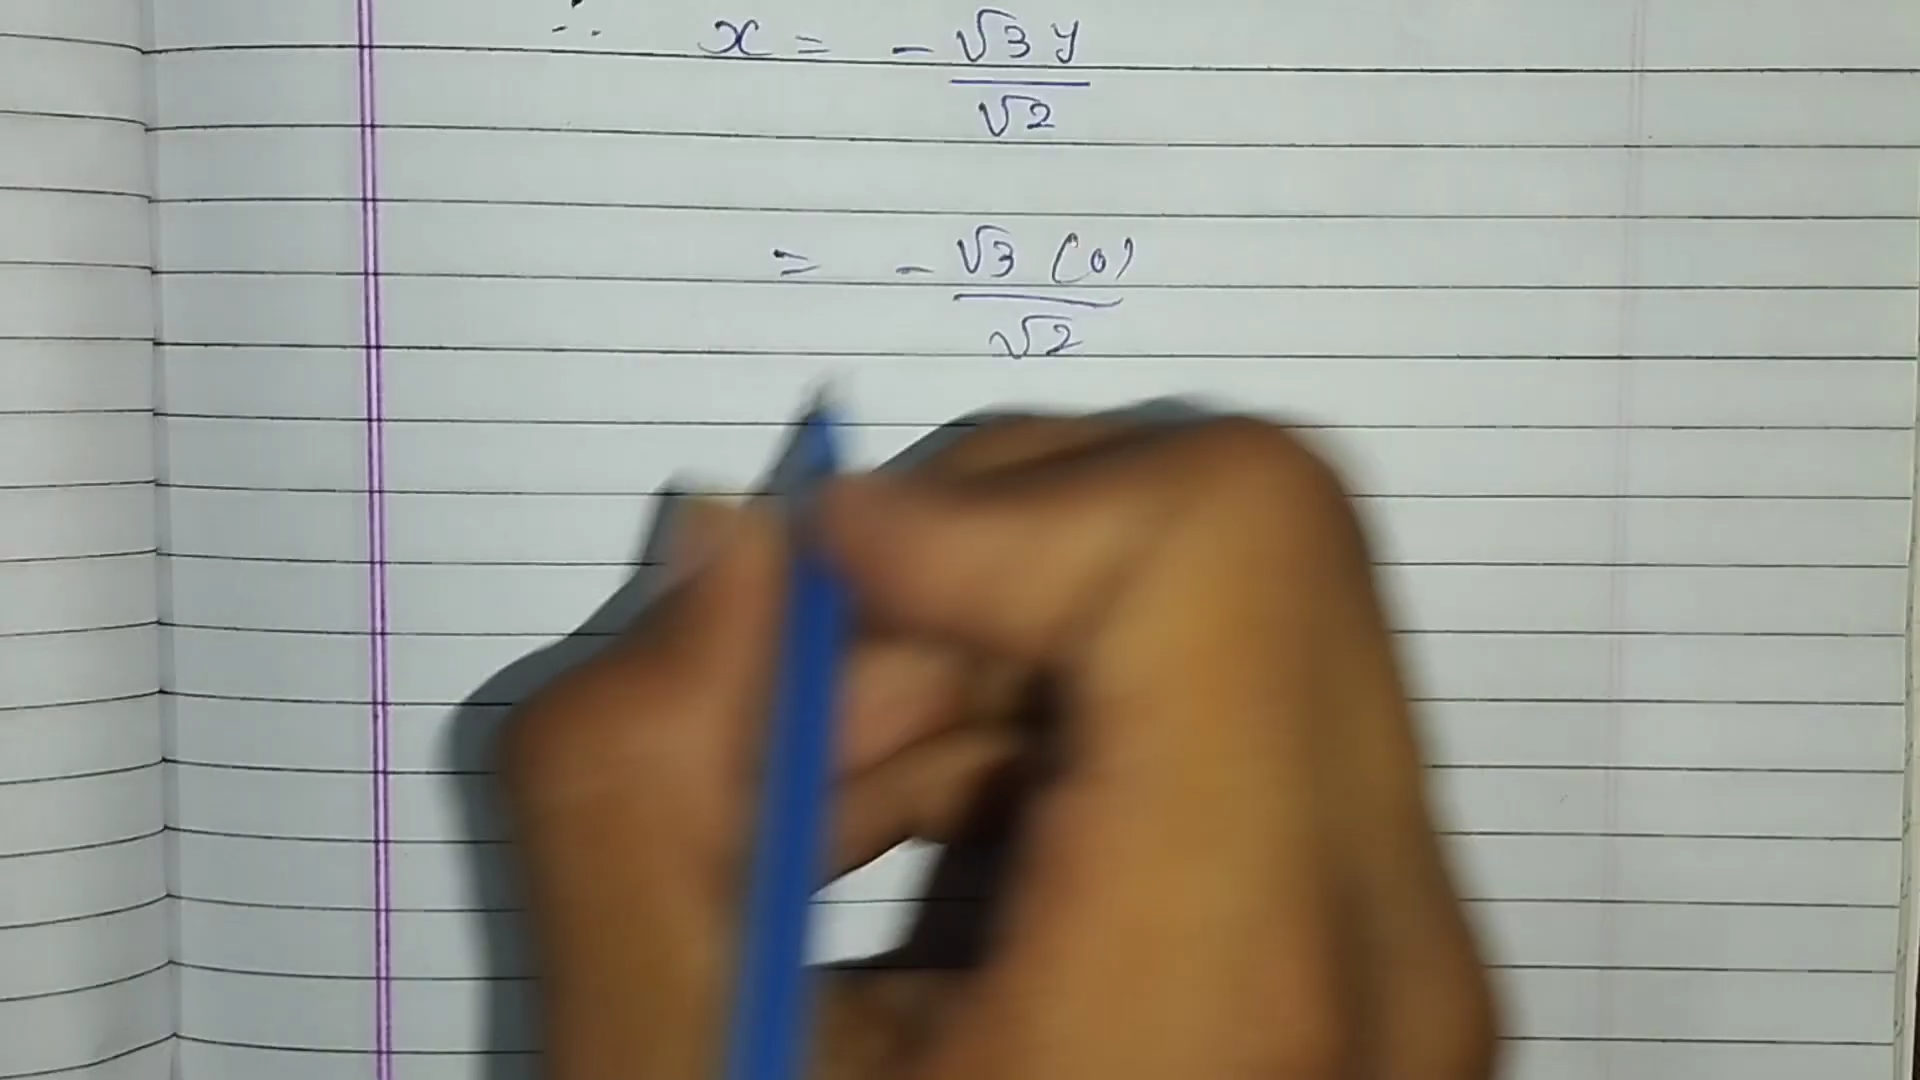 ∴ x = - √3 y / √2
= - √3 (0) / √2